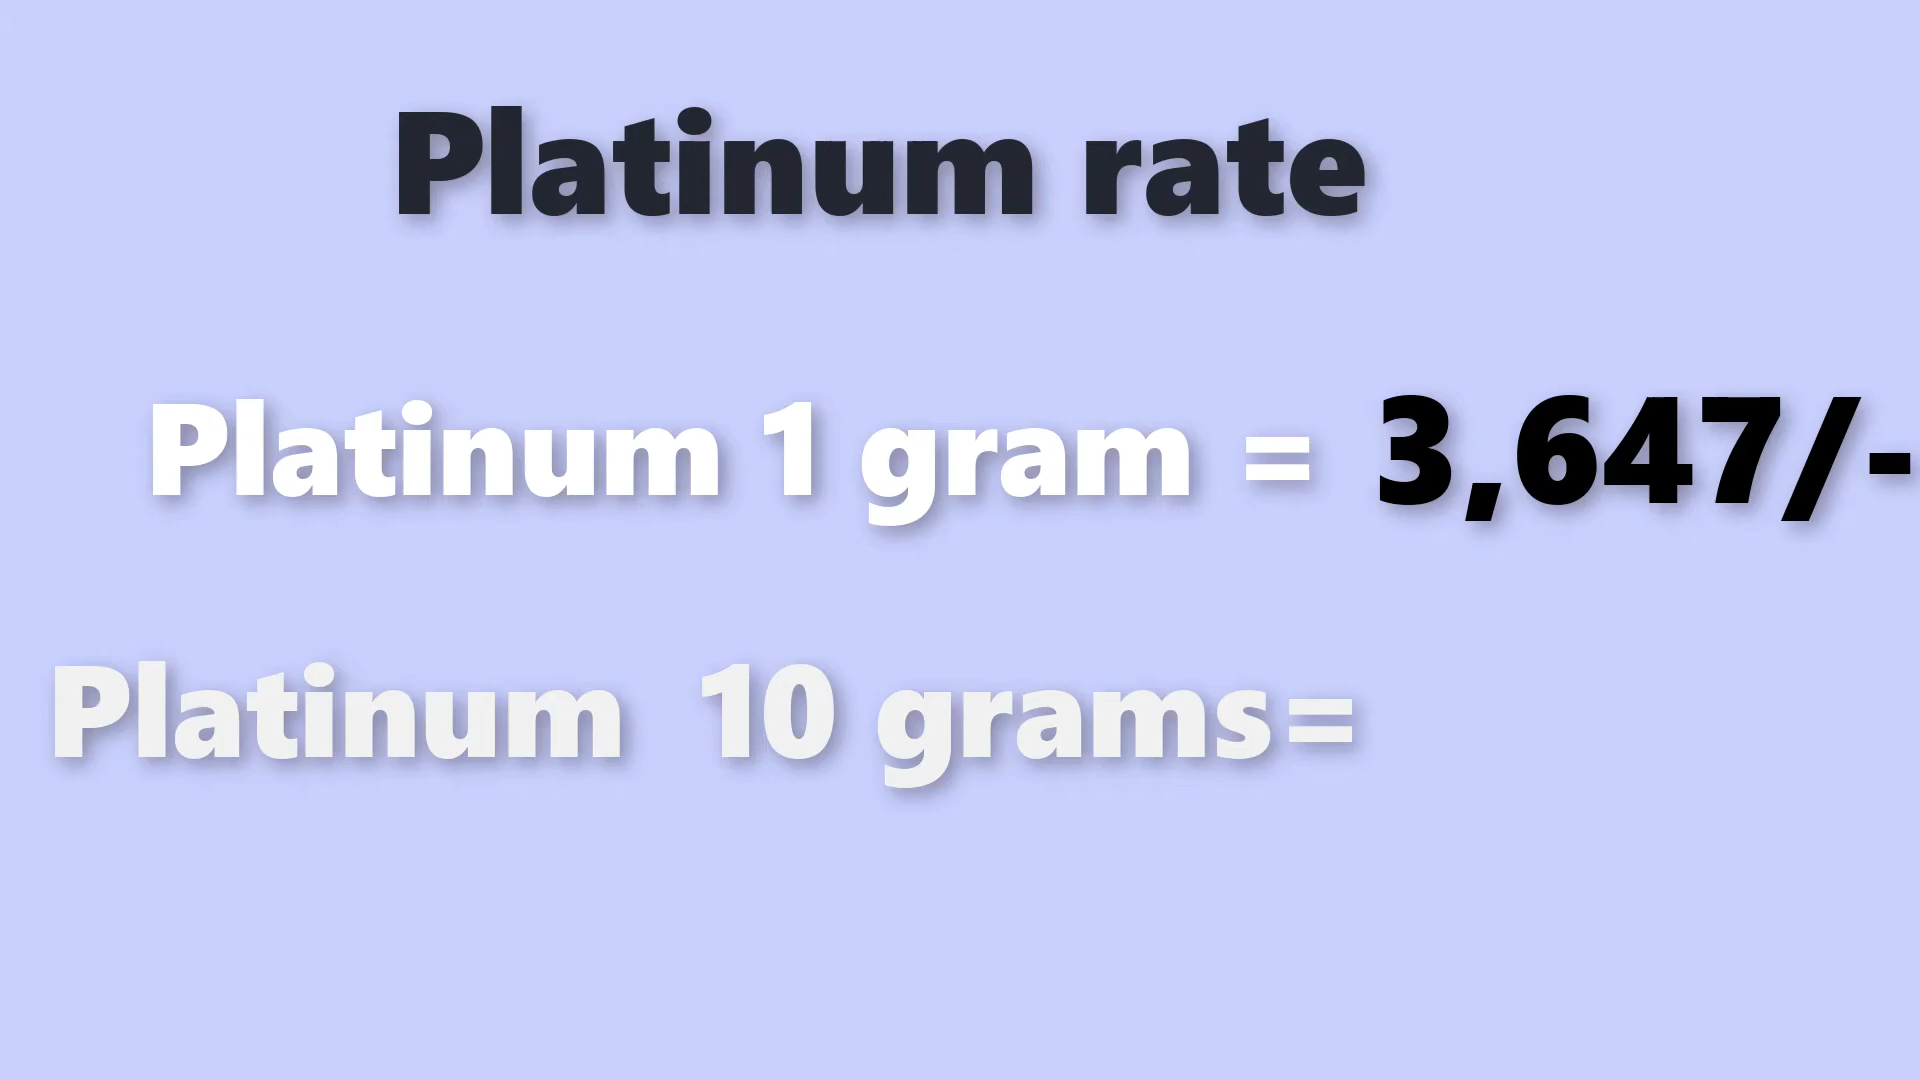 Platinum rate
Platinum 1 gram = 3,647/-
Platinum 10 grams=